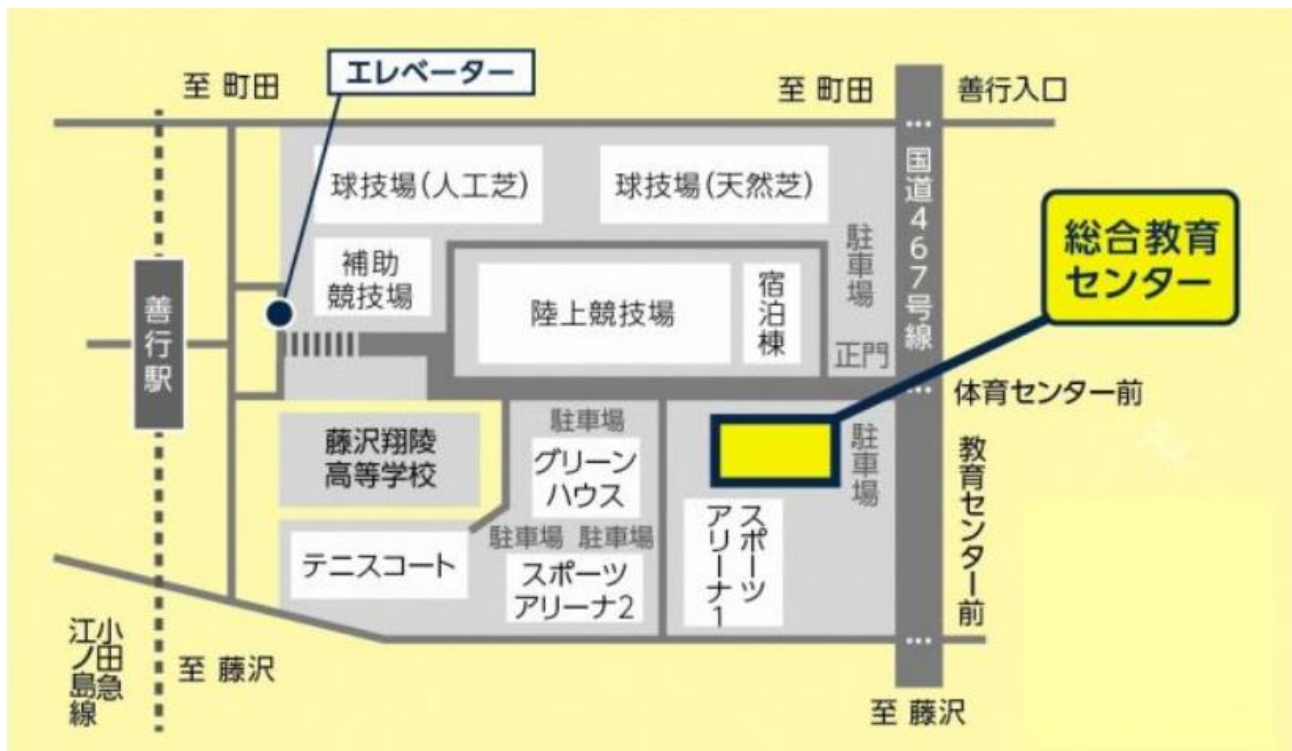 エレベーター
至 町田
至 町田
善行入口
国道467号線
球技場(人工芝)
球技場(天然芝)
総合教育
センター
駐車場
補助
競技場
陸上競技場
宿泊棟
善行駅
正門
体育センター前
駐車場
藤沢翔陵
高等学校
グリーン
ハウス
駐車場
教育センター前
駐車場
駐車場
スポーツ
アリーナ1
テニスコート
スポーツ
アリーナ2
小田急
江ノ島線
至 藤沢
至 藤沢